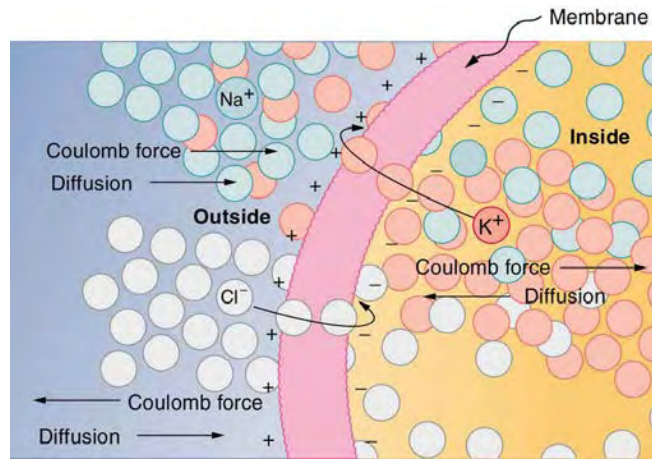 Membrane
Na+
Inside
Coulomb force
Diffusion
Outside
K+
Coulomb force
Diffusion
Cl−
Coulomb force
Diffusion
+
+
+
+
+
+
+
+
+
+
−
−
−
−
−
−
−
−
−